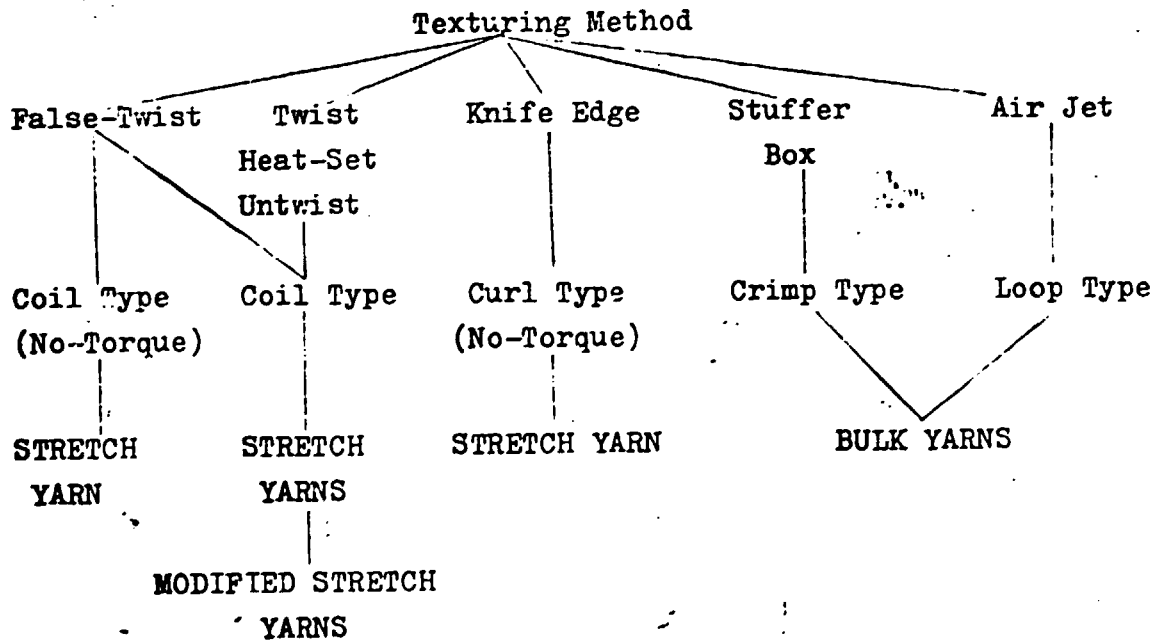 Texturing Method
False-Twist Twist Knife Edge Stuffer Air Jet
Heat-Set Box
Untwist
Coil Type Coil Type Curl Type Crimp Type Loop Type
(No-Torque) (No-Torque)
STRETCH STRETCH STRETCH YARN BULK YARNS
YARN YARNS
MODIFIED STRETCH
YARNS